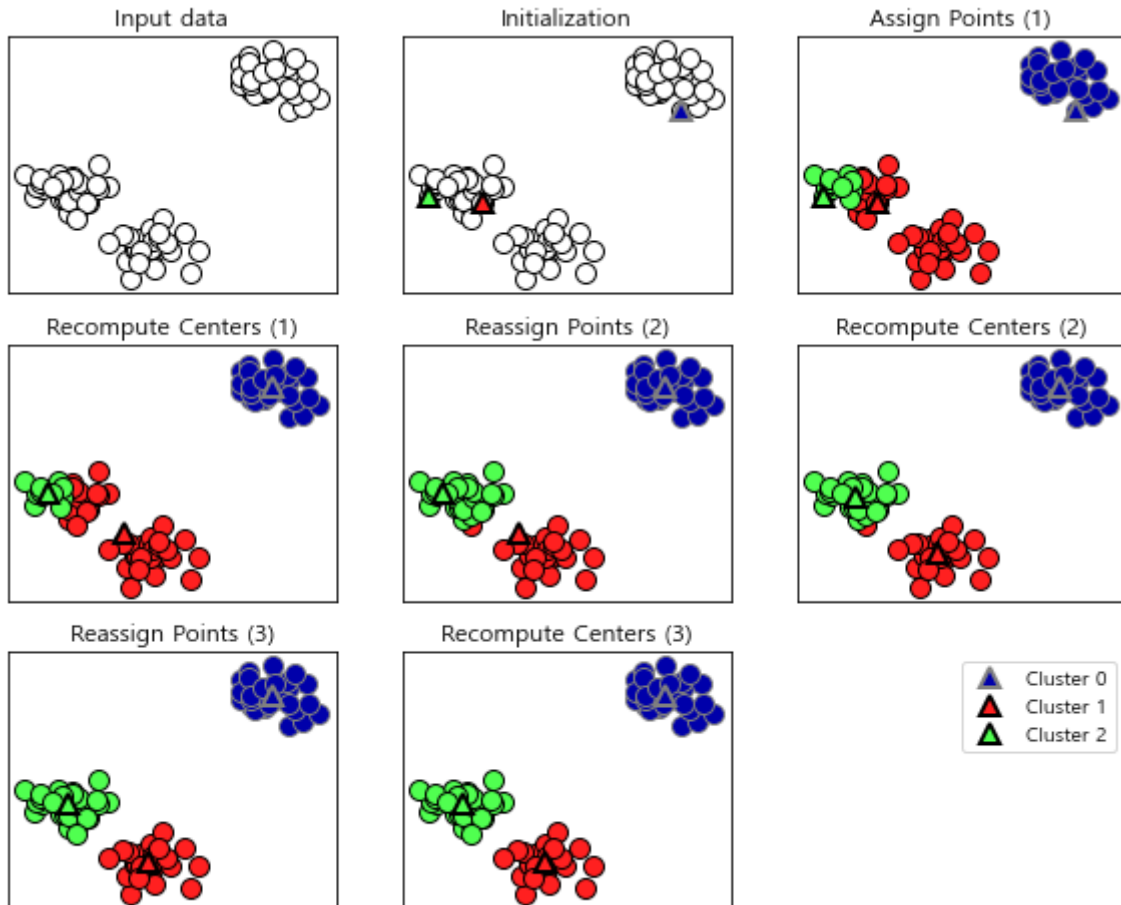 Input data
Initialization
Assign Points (1)
Recompute Centers (1)
Reassign Points (2)
Recompute Centers (2)
Reassign Points (3)
Recompute Centers (3)
Cluster 0
Cluster 1
Cluster 2